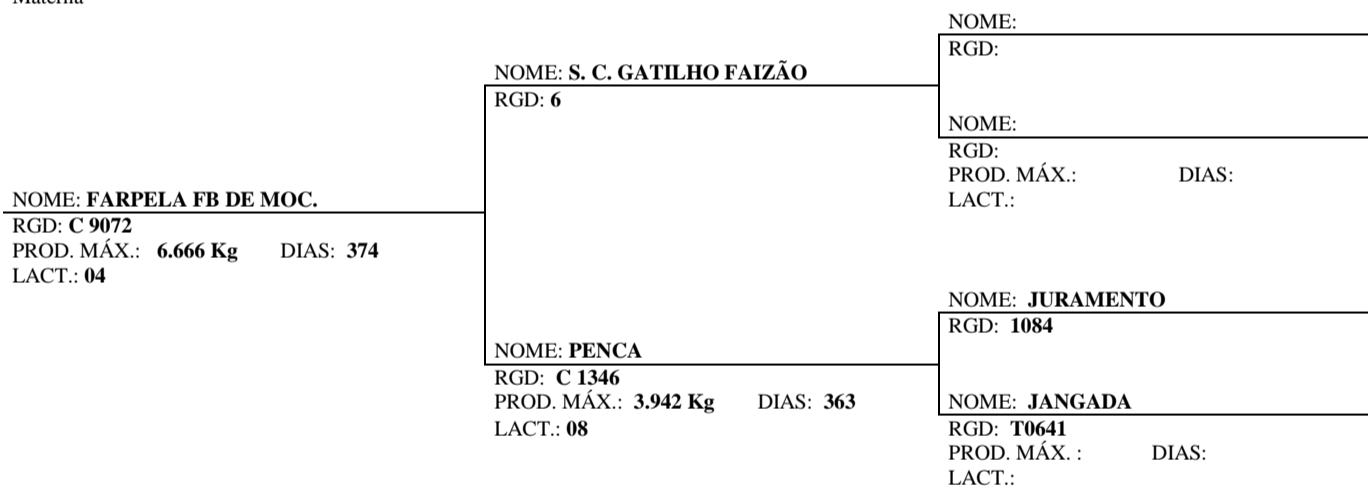 Materna
NOME:
RGD:
NOME: S. C. GATILHO FAIZÃO
RGD: 6
NOME:
RGD:
PROD. MÁX.: DIAS:
LACT.:
NOME: FARPELA FB DE MOC.
RGD: C 9072
PROD. MÁX.: 6.666 Kg DIAS: 374
LACT.: 04
NOME: JURAMENTO
RGD: 1084
NOME: PENCA
RGD: C 1346
PROD. MÁX.: 3.942 Kg DIAS: 363
LACT.: 08
NOME: JANGADA
RGD: T0641
PROD. MÁX. : DIAS:
LACT.: